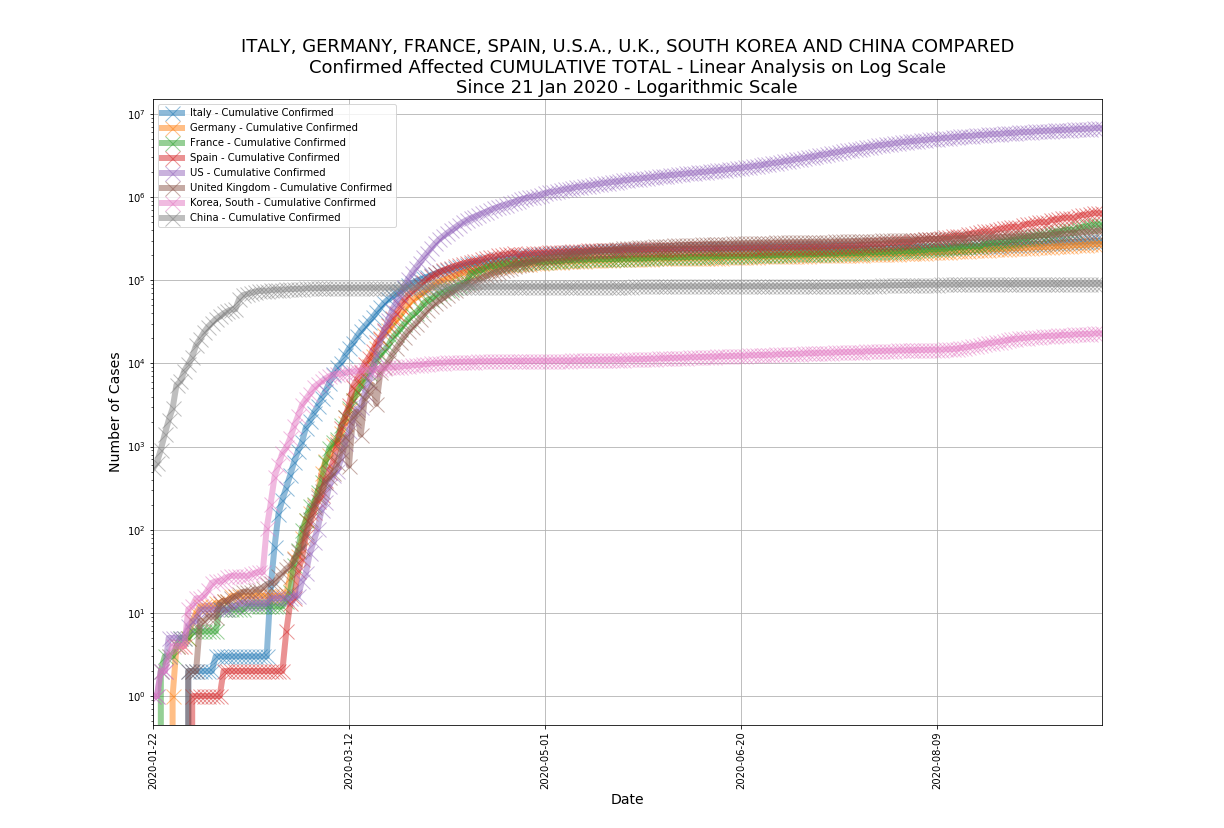 ITALY, GERMANY, FRANCE, SPAIN, U.S.A., U.K., SOUTH KOREA AND CHINA COMPARED
Confirmed Affected CUMULATIVE TOTAL - Linear Analysis on Log Scale
Since 21 Jan 2020 - Logarithmic Scale
Italy - Cumulative Confirmed
Germany - Cumulative Confirmed
France - Cumulative Confirmed
Spain - Cumulative Confirmed
US - Cumulative Confirmed
United Kingdom - Cumulative Confirmed
Korea, South - Cumulative Confirmed
China - Cumulative Confirmed
Number of Cases
10⁷
10⁶
10⁵
10⁴
10³
10²
10¹
10⁰
2020-01-22
2020-03-12
2020-05-01
2020-06-20
2020-08-09
Date